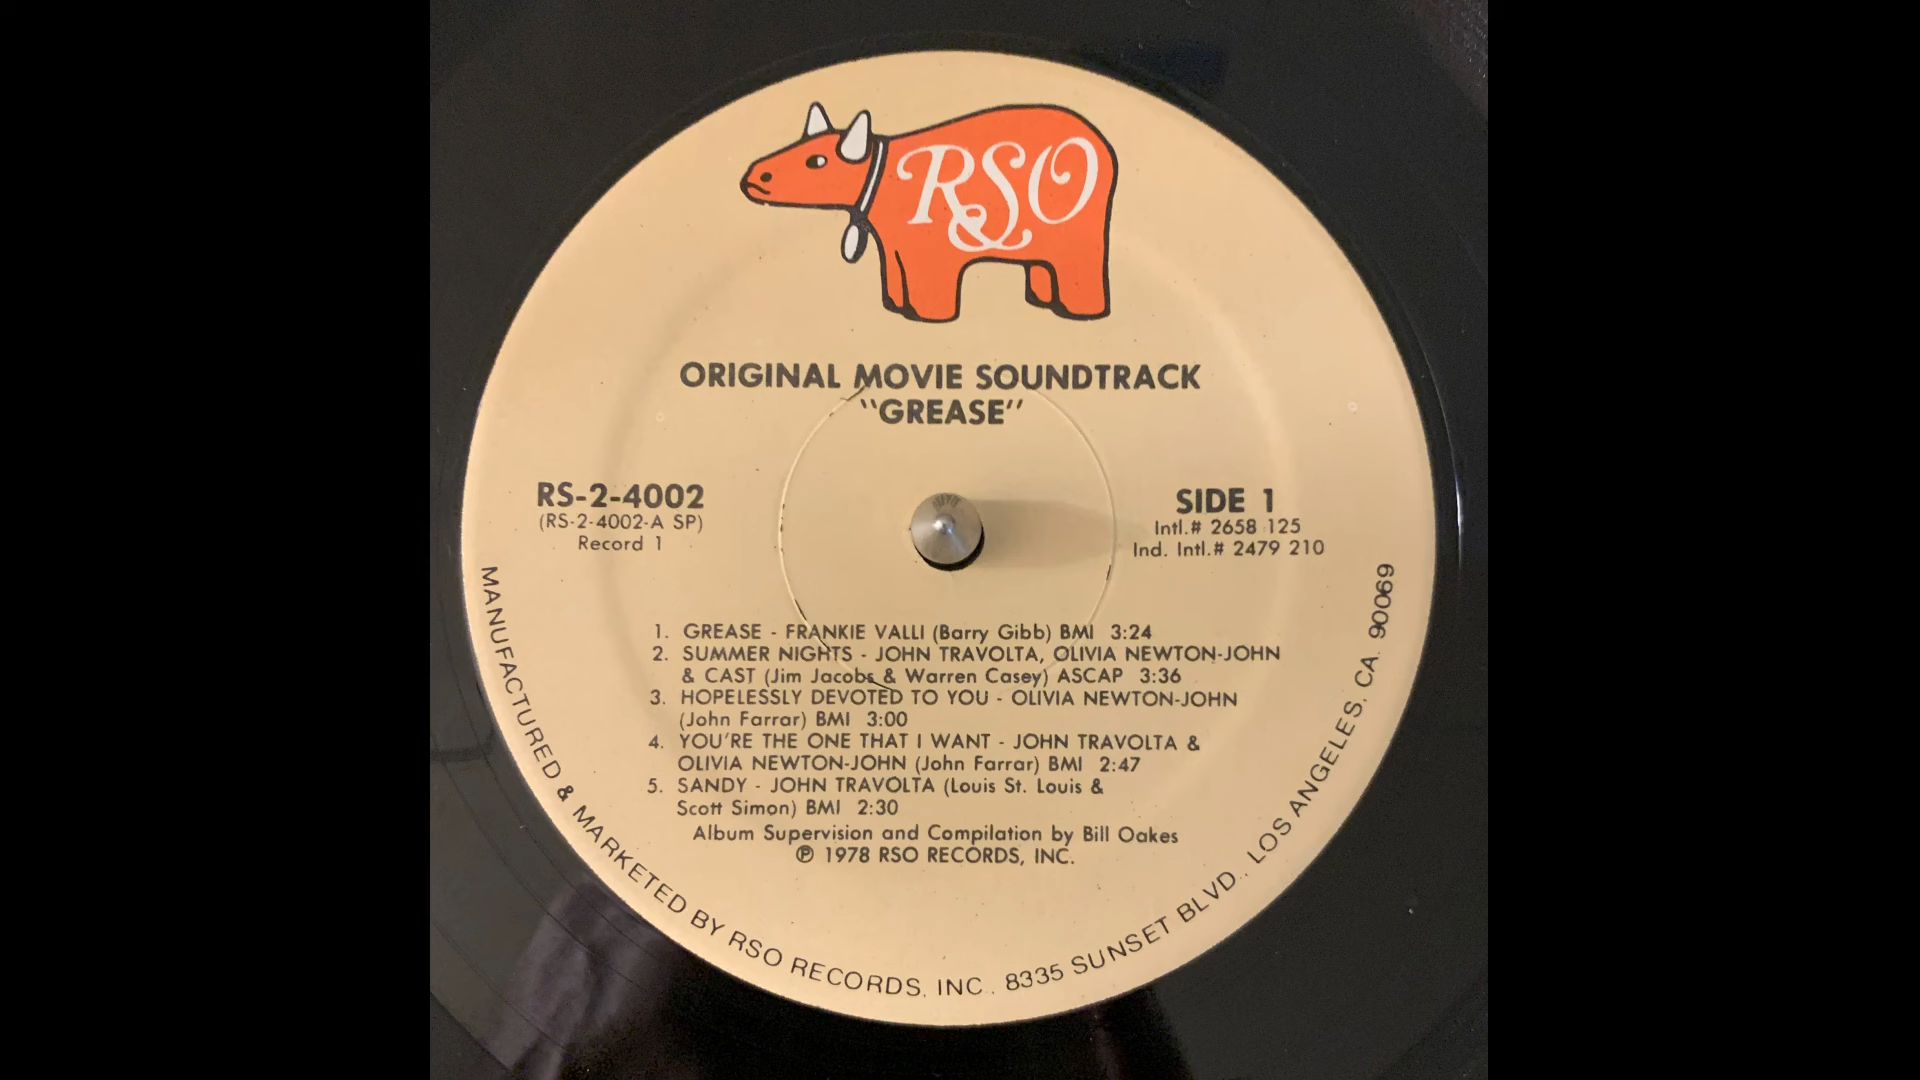 RSO
ORIGINAL MOVIE SOUNDTRACK
"GREASE"
RS-2-4002
(RS-2-4002-A SP)
Record 1
SIDE 1
Intl.# 2658 125
Ind. Intl.# 2479 210
1. GREASE - FRANKIE VALLI (Barry Gibb) BMI 3:24
2. SUMMER NIGHTS - JOHN TRAVOLTA, OLIVIA NEWTON-JOHN
& CAST (Jim Jacobs & Warren Casey) ASCAP 3:36
3. HOPELESSLY DEVOTED TO YOU - OLIVIA NEWTON-JOHN
(John Farrar) BMI 3:00
4. YOU'RE THE ONE THAT I WANT - JOHN TRAVOLTA &
OLIVIA NEWTON-JOHN (John Farrar) BMI 2:47
5. SANDY - JOHN TRAVOLTA (Louis St. Louis &
Scott Simon) BMI 2:30
Album Supervision and Compilation by Bill Oakes
℗ 1978 RSO RECORDS, INC.
MANUFACTURED & MARKETED BY RSO RECORDS, INC., 8335 SUNSET BLVD., LOS ANGELES, CA. 90069